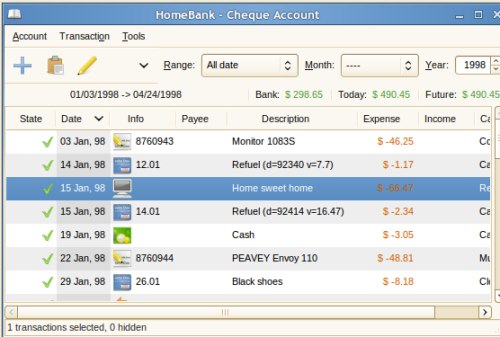 HomeBank - Cheque Account
Account Transaction Tools
Range: All date Month: ---- Year: 1998
01/03/1998 -> 04/24/1998 Bank: $ 298.65 Today: $ 490.45 Future: $ 490.45
State Date Info Payee Description Expense Income Ca
03 Jan, 98 8760943 Monitor 1083S $ -46.25 Co
14 Jan, 98 12.01 Refuel (d=92340 v=7.7) $ -1.17 Ca
15 Jan, 98 Home sweet home $ -66.47 Re
15 Jan, 98 14.01 Refuel (d=92414 v=16.47) $ -2.34 Ca
19 Jan, 98 Cash $ -3.05 Ca
22 Jan, 98 8760944 PEAVEY Envoy 110 $ -48.81 Mu
29 Jan, 98 26.01 Black shoes $ -8.18 Clo
1 transactions selected, 0 hidden